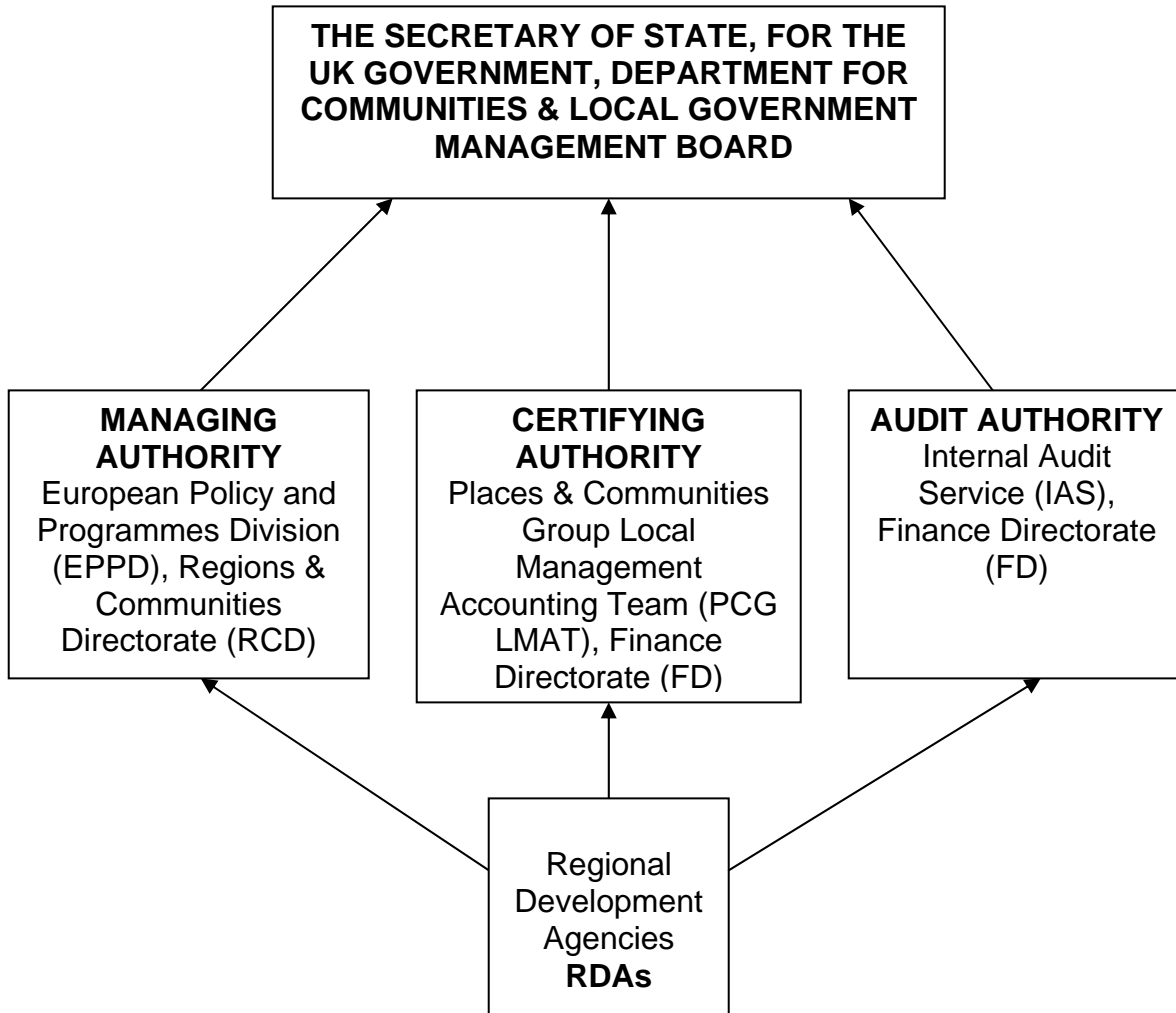 THE SECRETARY OF STATE, FOR THE
UK GOVERNMENT, DEPARTMENT FOR
COMMUNITIES & LOCAL GOVERNMENT
MANAGEMENT BOARD
MANAGING
AUTHORITY
European Policy and
Programmes Division
(EPPD), Regions &
Communities
Directorate (RCD)
CERTIFYING
AUTHORITY
Places & Communities
Group Local
Management
Accounting Team (PCG
LMAT), Finance
Directorate (FD)
AUDIT AUTHORITY
Internal Audit
Service (IAS),
Finance Directorate
(FD)
Regional
Development
Agencies
RDAs